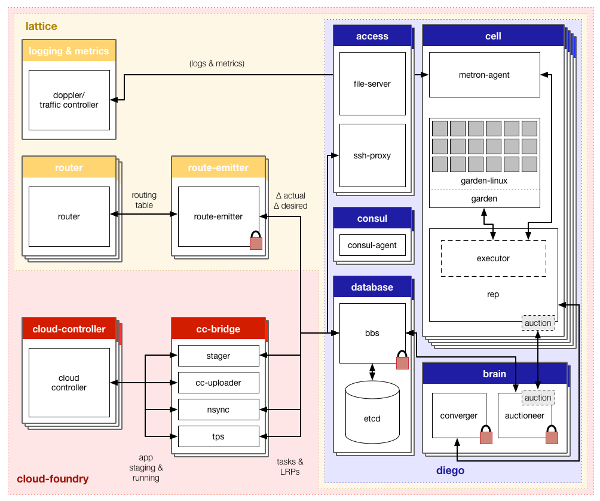 lattice
logging & metrics
doppler/
traffic controller
(logs & metrics)
access
file-server
ssh-proxy
cell
metron-agent
garden-linux
garden
executor
rep
auction
router
router
routing
table
route-emitter
route-emitter
Δ actual
Δ desired
consul
consul-agent
database
bbs
etcd
brain
auction
converger
auctioneer
diego
cloud-controller
cloud
controller
cc-bridge
stager
cc-uploader
nsync
tps
app
staging &
running
tasks &
LRPs
cloud-foundry